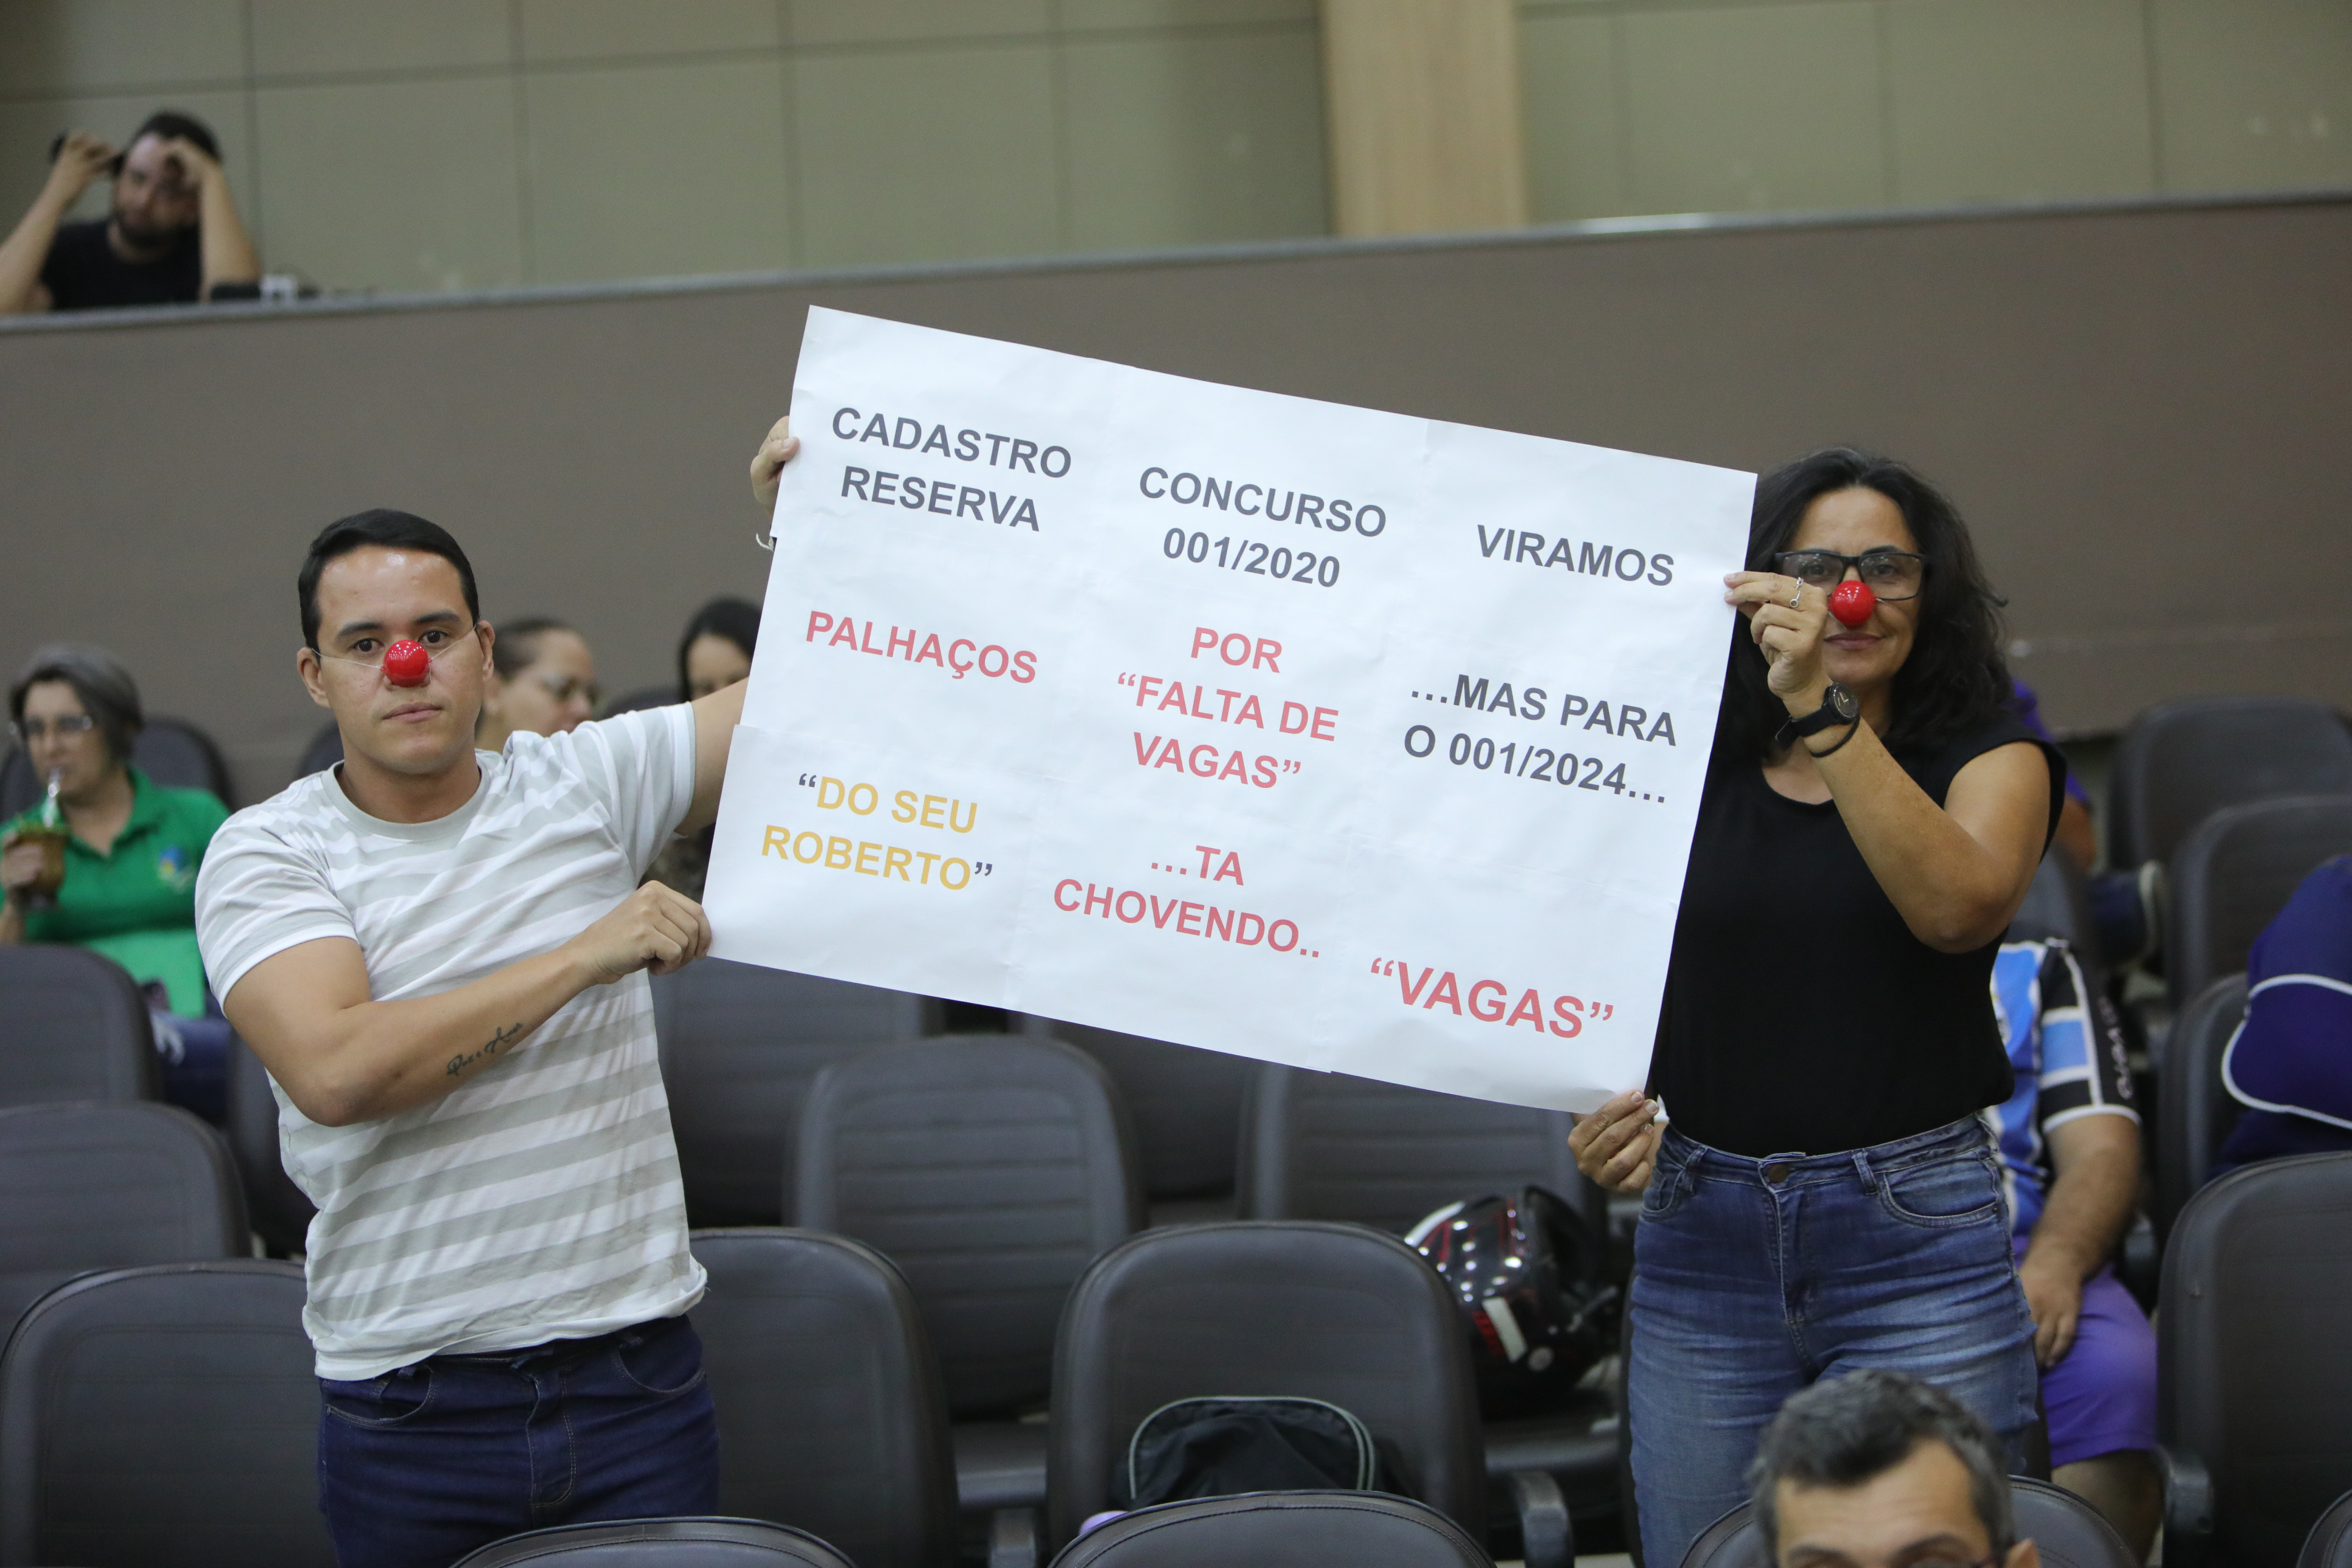 CADASTRO
RESERVA
CONCURSO
001/2020
VIRAMOS
PALHAÇOS
POR
“FALTA DE
VAGAS”
...MAS PARA
O 001/2024...
“DO SEU
ROBERTO”
...TA
CHOVENDO..
“VAGAS”